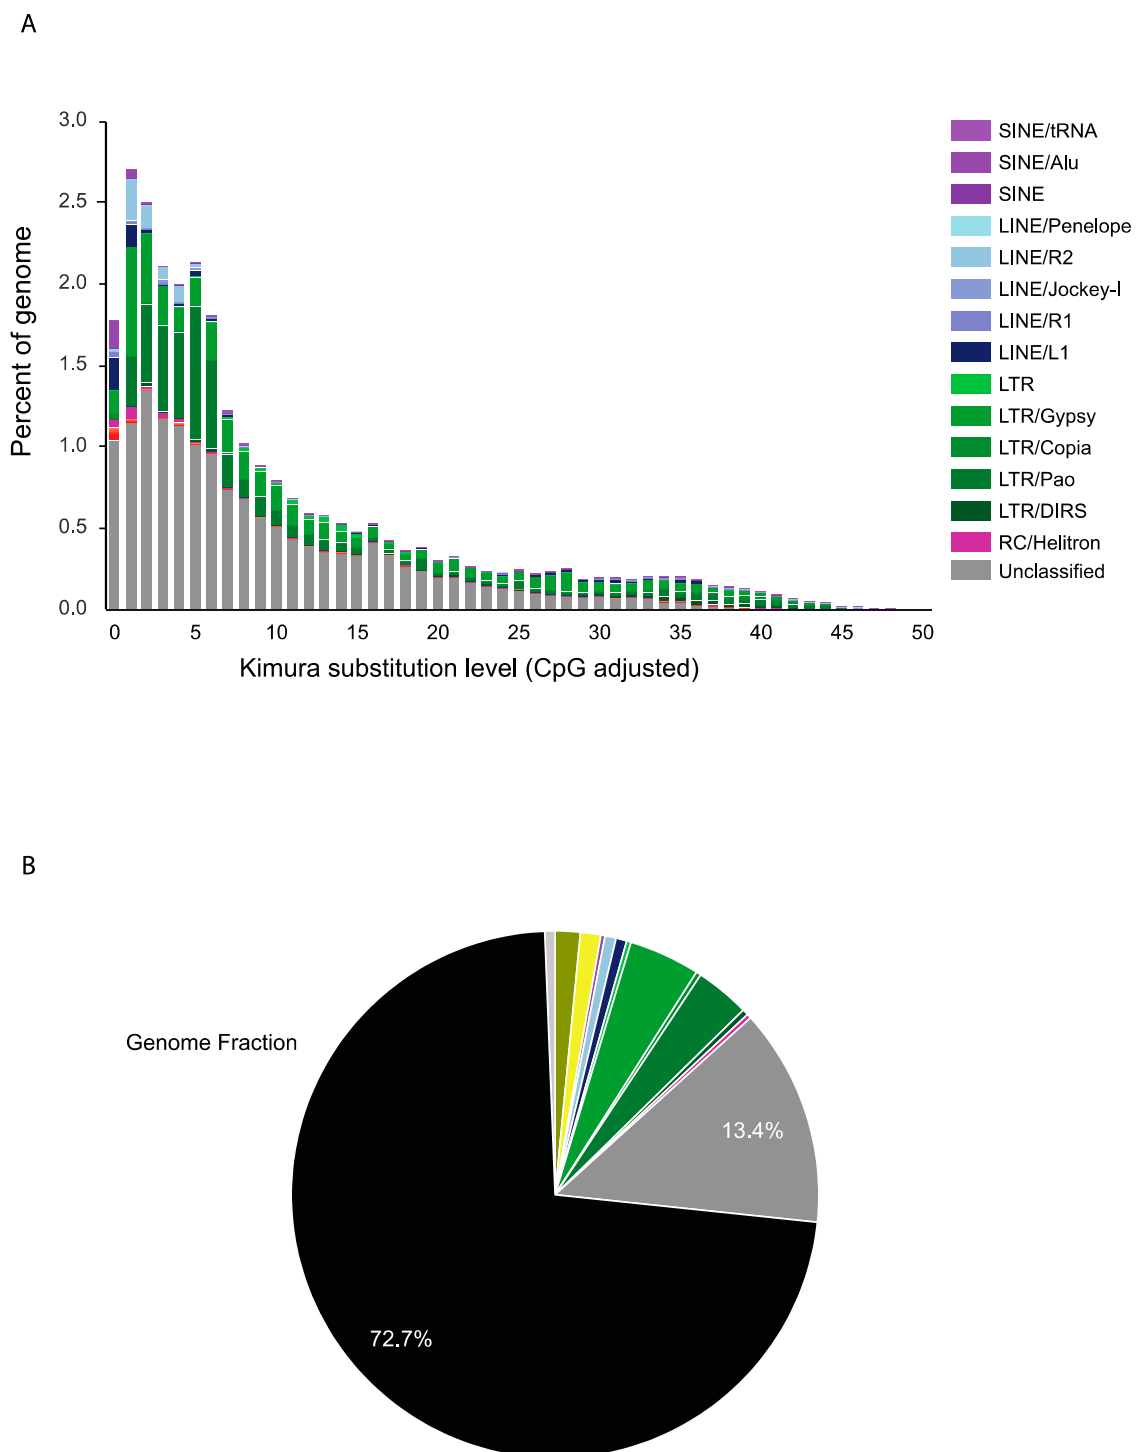 A
3.0
2.5
2.0
1.5
1.0
0.5
0.0
Percent of genome
0 5 10 15 20 25 30 35 40 45 50
Kimura substitution level (CpG adjusted)
SINE/tRNA
SINE/Alu
SINE
LINE/Penelope
LINE/R2
LINE/Jockey-I
LINE/R1
LINE/L1
LTR
LTR/Gypsy
LTR/Copia
LTR/Pao
LTR/DIRS
RC/Helitron
Unclassified
B
Genome Fraction
13.4%
72.7%